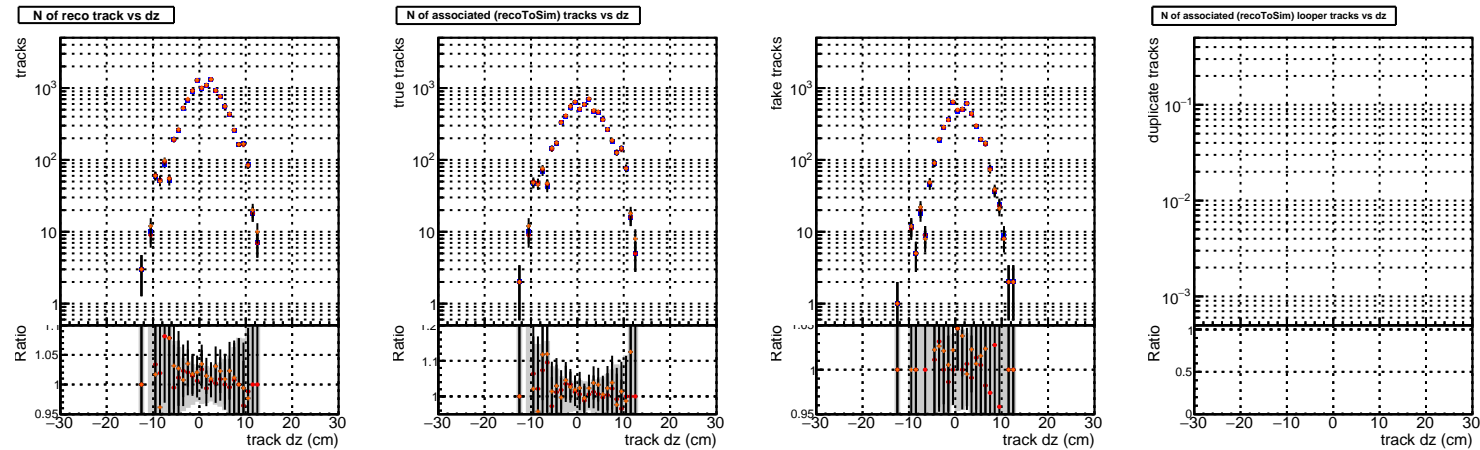 N of reco track vs dz
tracks
10³
10²
10
1
Ratio
1.05
1
0.95
−30 −20 −10 0 10 20 30
track dz (cm)
N of associated (recoToSim) tracks vs dz
true tracks
10³
10²
10
1
Ratio
1.2
1.1
1
−30 −20 −10 0 10 20 30
track dz (cm)
fake tracks
10³
10²
10
1
Ratio
1
0.95
−30 −20 −10 0 10 20 30
track dz (cm)
N of associated (recoToSim) looper tracks vs dz
duplicate tracks
10⁻¹
10⁻²
10⁻³
Ratio
1
0.5
0
−30 −20 −10 0 10 20 30
track dz (cm)